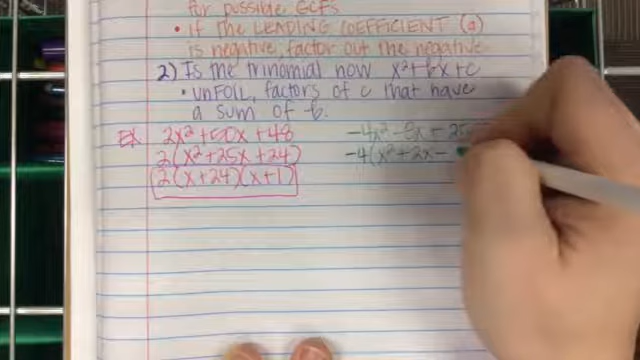 for possible GCFs
• if the LEADING COEFFICIENT (a)
is negative, factor out the negative
2) Is the trinomial now x²+bx+c
• unFOIL, factors of c that have
a sum of b.
EX 2x²+50x+48
2(x²+25x+24)
2(x+24)(x+1)
-4x²-8x+
-4(x²+2x-